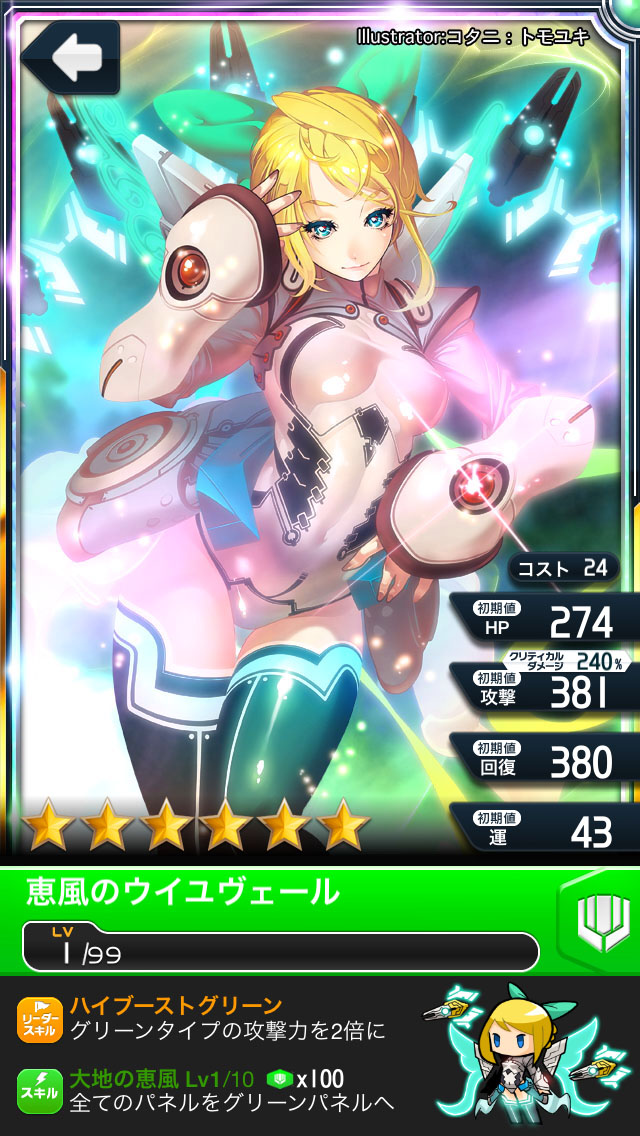 Illustrator:コタニ：トモユキ
コスト 24
初期値
HP 274
クリティカル
ダメージ 240%
初期値
攻撃 381
初期値
回復 380
初期値
運 43
恵風のウイユヴェール
LV
1/99
リーダー
スキル
ハイブーストグリーン
グリーンタイプの攻撃力を2倍に
スキル
大地の恵風 Lv1/10 x100
全てのパネルをグリーンパネルへ